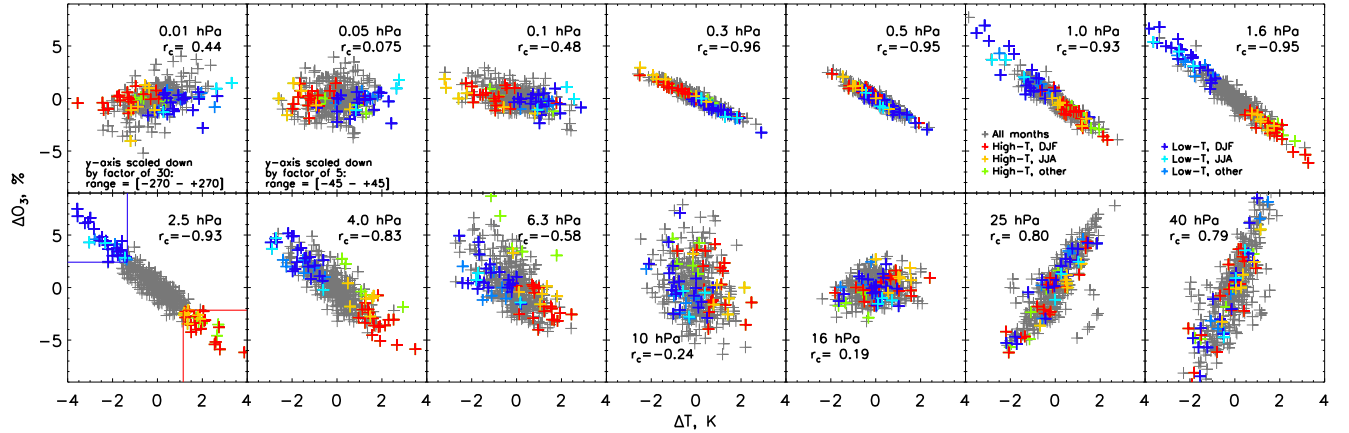 0.01 hPa
r_c= 0.44
y-axis scaled down
by factor of 30:
range = [-270 - +270]
0.05 hPa
r_c=0.075
y-axis scaled down
by factor of 5:
range = [-45 - +45]
0.1 hPa
r_c=-0.48
0.3 hPa
r_c=-0.96
0.5 hPa
r_c=-0.95
1.0 hPa
r_c=-0.93
All months
High-T, DJF
High-T, JJA
High-T, other
1.6 hPa
r_c=-0.95
Low-T, DJF
Low-T, JJA
Low-T, other
5
0
-5
ΔO₃, %
2.5 hPa
r_c=-0.93
4.0 hPa
r_c=-0.83
6.3 hPa
r_c=-0.58
10 hPa
r_c=-0.24
16 hPa
r_c= 0.19
25 hPa
r_c= 0.80
40 hPa
r_c= 0.79
5
0
-5
-4 -2 0 2 4 -2 0 2 4 -2 0 2 4 -2 0 2 4 -2 0 2 4 -2 0 2 4 -2 0 2 4
ΔT, K